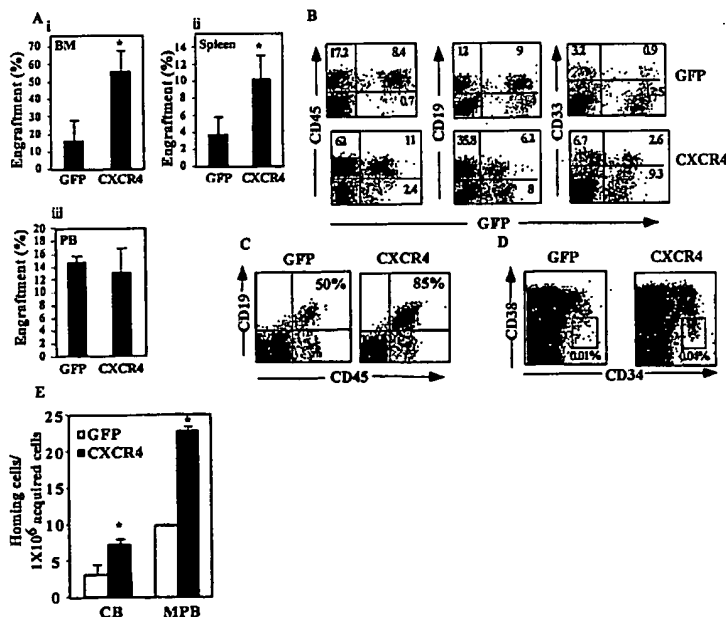 A
i
BM
*
Engraftment (%)
70
60
50
40
30
20
10
0
GFP CXCR4
ii
Spleen
*
Engraftment (%)
14
12
10
8
6
4
2
0
GFP CXCR4
iii
PB
Engraftment (%)
20
18
16
14
12
10
8
6
4
2
0
GFP CXCR4
B
CD45
17.2 8.4
0.7
62 11
2.4
CD19
12 9
35.8 6.2
8
CD33
3.2 0.9
6.7 2.6
9.3
GFP
CXCR4
GFP
C
GFP CXCR4
CD19
50% 85%
CD45
D
GFP CXCR4
CD38
0.01% 0.04%
CD34
E
Homing cells/
1X10⁶ acquired cells
25
20
15
10
5
0
GFP
CXCR4
*
*
CB MPB